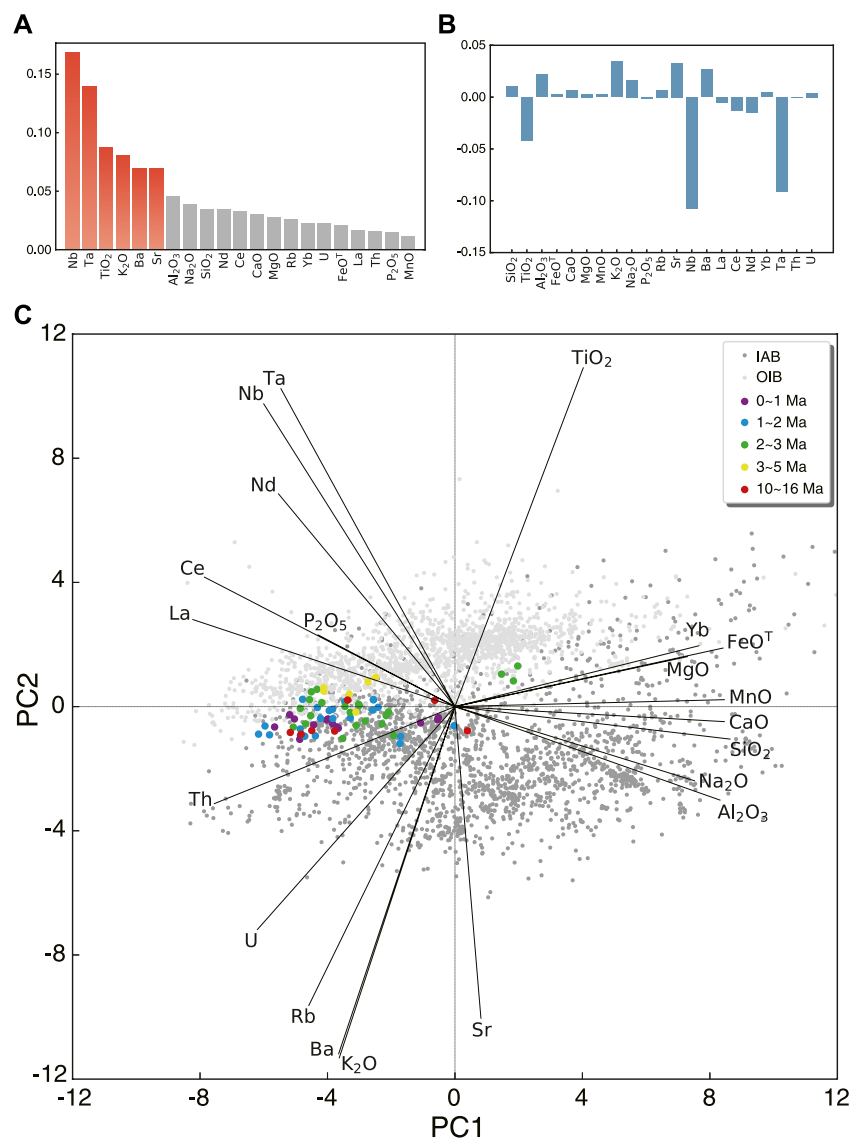 A
0.15
0.10
0.05
0.00
Nb Ta TiO₂ K₂O Ba Sr Al₂O₃ Na₂O SiO₂ Nd Ce CaO MgO Rb Yb U FeOᵀ La Th P₂O₅ MnO
B
0.05
0.00
-0.05
-0.10
-0.15
SiO₂ TiO₂ Al₂O₃ FeOᵀ CaO MgO MnO K₂O Na₂O P₂O₅ Rb Sr Nb Ba La Ce Nd Yb Ta Th U
C
12
8
4
0
-4
-8
-12
PC2
TiO₂
Ta
Nb
Nd
Ce
La
P₂O₅
Yb
FeOᵀ
MgO
MnO
CaO
SiO₂
Na₂O
Al₂O₃
Th
U
Rb
Ba
K₂O
Sr
IAB
OIB
0~1 Ma
1~2 Ma
2~3 Ma
3~5 Ma
10~16 Ma
-12 -8 -4 0 4 8 12
PC1